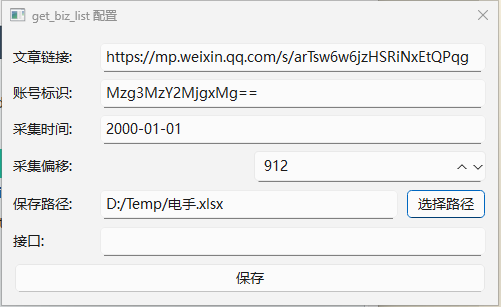 get_biz_list 配置
文章链接: https://mp.weixin.qq.com/s/arTsw6w6jzHSRiNxEtQPqg
账号标识: Mzg3MzY2MjgxMg==
采集时间: 2000-01-01
采集偏移: 912
保存路径: D:/Temp/电手.xlsx 选择路径
接口:
保存